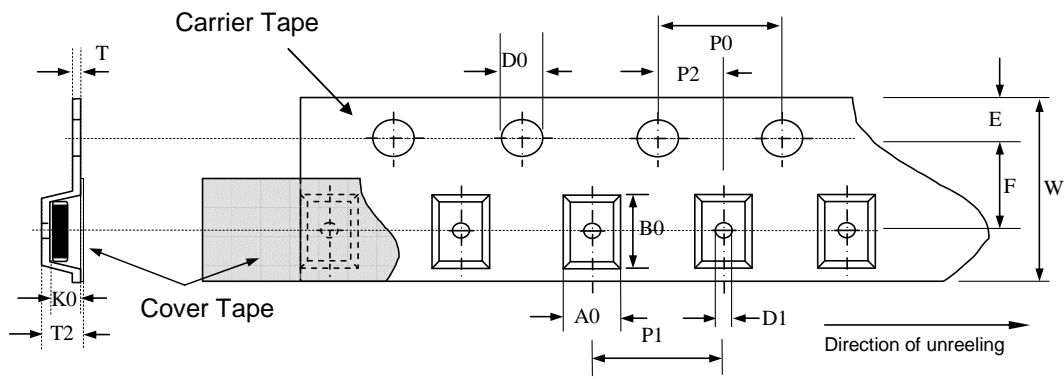 Carrier Tape
P0
T
D0
P2
E
W
F
B0
K0
Cover Tape
T2
A0
D1
P1
Direction of unreeling